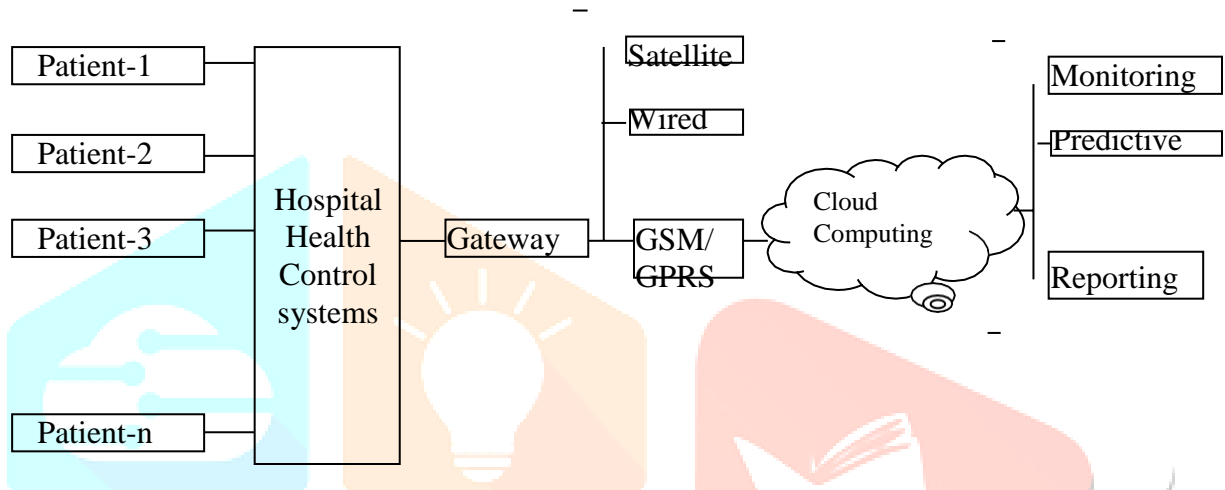 Patient-1
Patient-2
Patient-3
Patient-n
Hospital
Health
Control
systems
Gateway
Satellite
Wired
GSM/
GPRS
Cloud
Computing
Monitoring
Predictive
Reporting